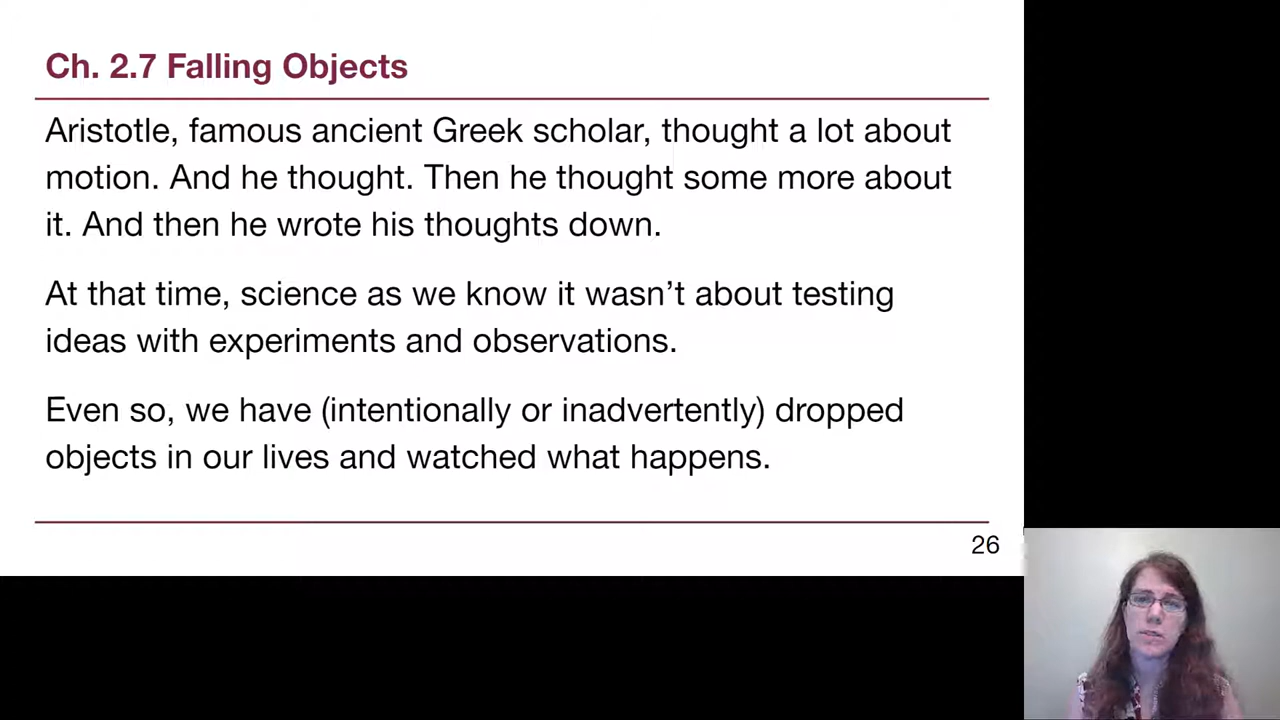 Ch. 2.7 Falling Objects
Aristotle, famous ancient Greek scholar, thought a lot about
motion. And he thought. Then he thought some more about
it. And then he wrote his thoughts down.
At that time, science as we know it wasn’t about testing
ideas with experiments and observations.
Even so, we have (intentionally or inadvertently) dropped
objects in our lives and watched what happens.
26